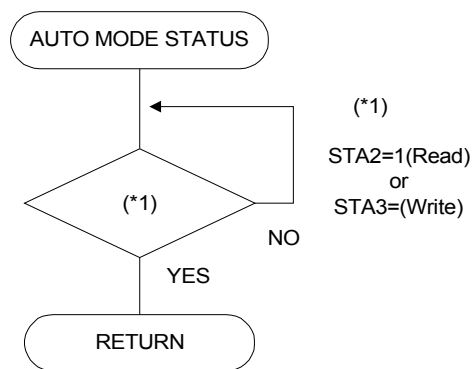 AUTO MODE STATUS
(*1)
STA2=1(Read)
or
STA3=(Write)
(*1)
NO
YES
RETURN